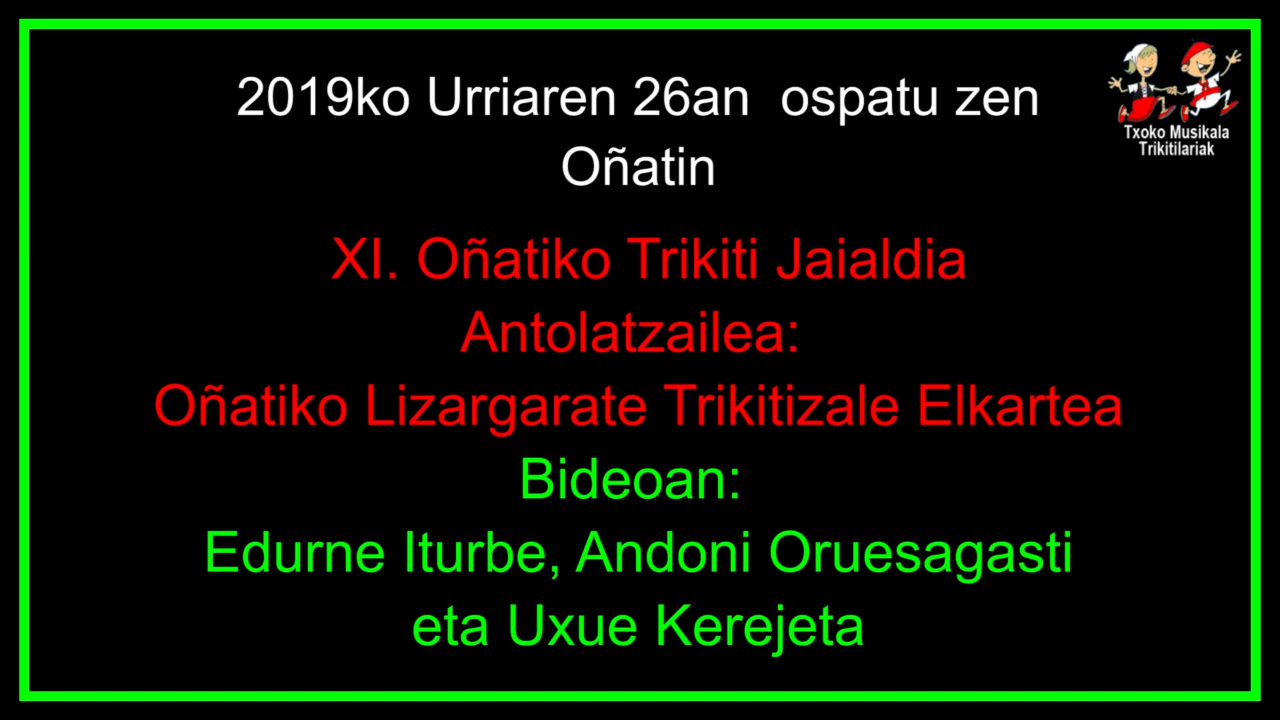 2019ko Urriaren 26an  ospatu zen
Oñatin
Txoko Musikala
Trikitilariak
XI. Oñatiko Trikiti Jaialdia
Antolatzailea:
Oñatiko Lizargarate Trikitizale Elkartea
Bideoan:
Edurne Iturbe, Andoni Oruesagasti
eta Uxue Kerejeta